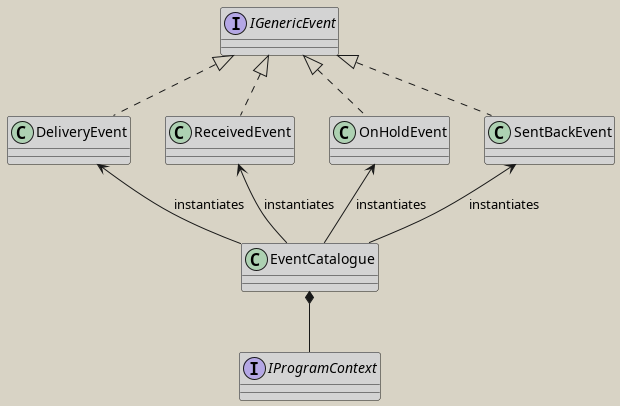 I IGenericEvent
C DeliveryEvent
C ReceivedEvent
C OnHoldEvent
C SentBackEvent
instantiates
instantiates
instantiates
instantiates
C EventCatalogue
I IProgramContext